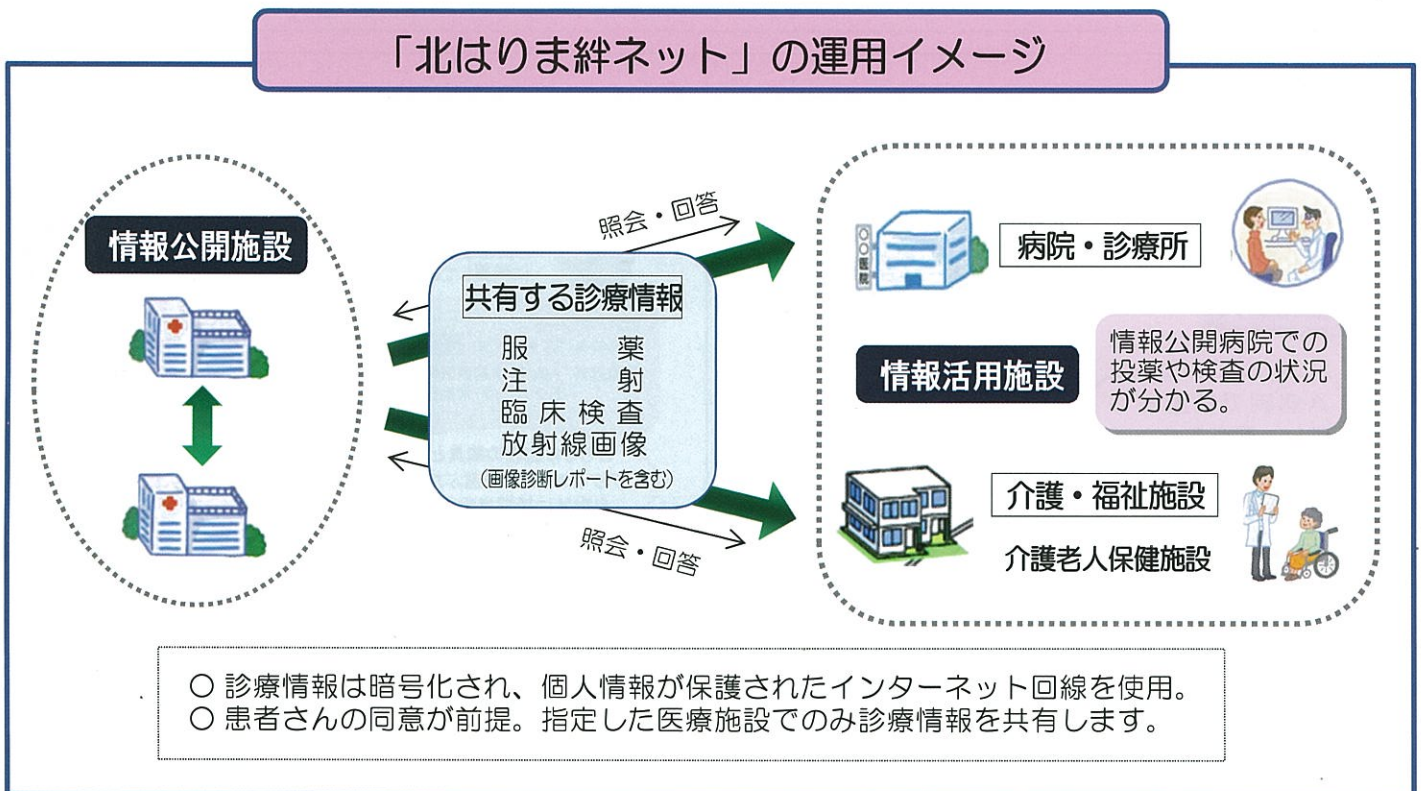 「北はりま絆ネット」の運用イメージ
情報公開施設
照会・回答
共有する診療情報
服薬
注射
臨床検査
放射線画像
(画像診断レポートを含む)
照会・回答
〇〇医院
病院・診療所
情報活用施設
情報公開病院での
投薬や検査の状況
が分かる。
介護・福祉施設
介護老人保健施設
〇 診療情報は暗号化され、個人情報が保護されたインターネット回線を使用。
〇 患者さんの同意が前提。指定した医療施設でのみ診療情報を共有します。